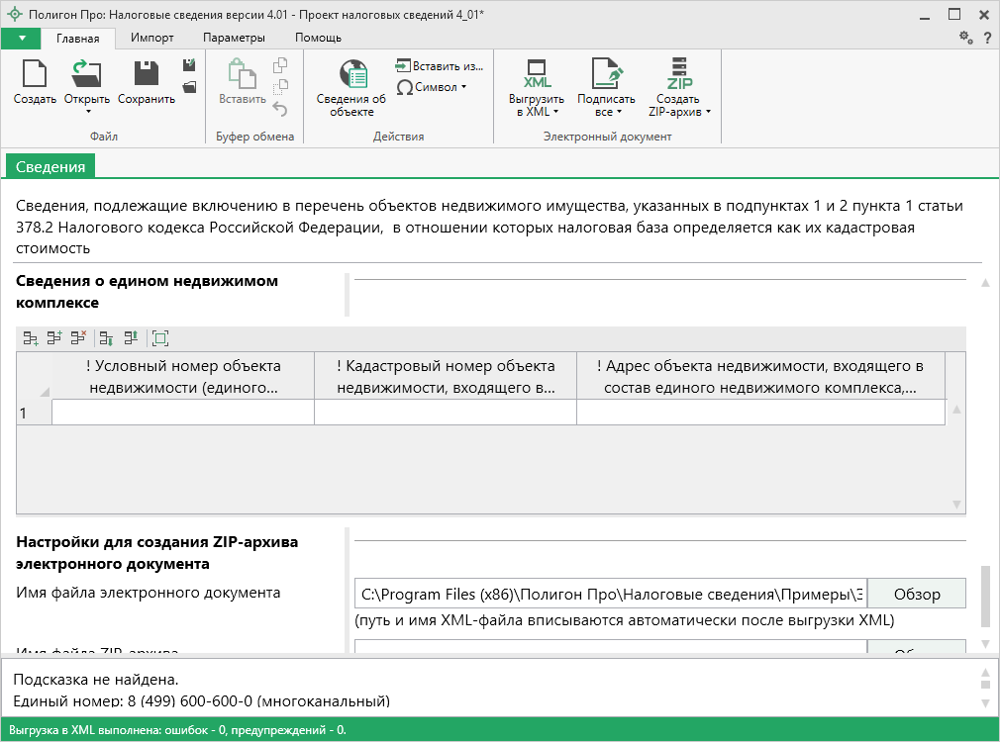 Полигон Про: Налоговые сведения версии 4.01 - Проект налоговых сведений 4_01*
Главная
Импорт
Параметры
Помощь
?
Создать
Открыть
Сохранить
Файл
Вставить
Буфер обмена
Сведения об
объекте
Вставить из...
Символ
Действия
XML
Выгрузить
в XML
Подписать
все
ZIP
Создать
ZIP-архив
Электронный документ
Сведения
Сведения, подлежащие включению в перечень объектов недвижимого имущества, указанных в подпунктах 1 и 2 пункта 1 статьи
378.2 Налогового кодекса Российской Федерации,  в отношении которых налоговая база определяется как их кадастровая
стоимость
Сведения о едином недвижимом
комплексе
! Условный номер объекта
недвижимости (единого...
! Кадастровый номер объекта
недвижимости, входящего в...
! Адрес объекта недвижимости, входящего в
состав единого недвижимого комплекса,...
1
Настройки для создания ZIP-архива
электронного документа
Имя файла электронного документа
C:\Program Files (x86)\Полигон Про\Налоговые сведения\Примеры\
Обзор
(путь и имя XML-файла вписываются автоматически после выгрузки XML)
Имя файла ZIP-архива
Обзор
Подсказка не найдена.
Единый номер: 8 (499) 600-600-0 (многоканальный)
Выгрузка в XML выполнена: ошибок - 0, предупреждений - 0.